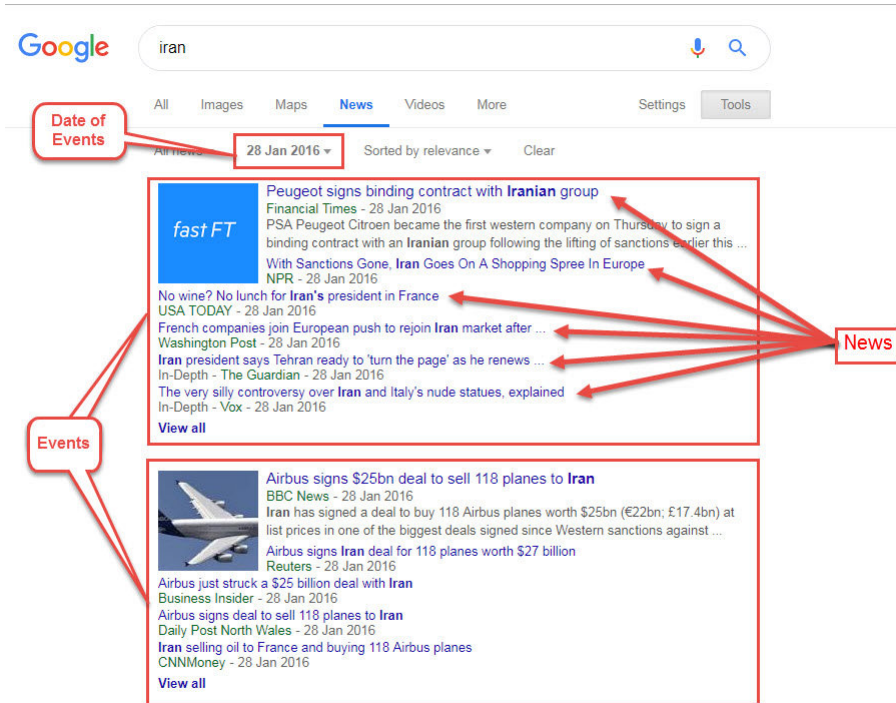 Google
iran
All Images Maps News Videos More Settings Tools
Date of
Events
All news 28 Jan 2016 Sorted by relevance Clear
fast FT
Peugeot signs binding contract with Iranian group
Financial Times - 28 Jan 2016
PSA Peugeot Citroen became the first western company on Thursday to sign a
binding contract with an Iranian group following the lifting of sanctions earlier this ...
With Sanctions Gone, Iran Goes On A Shopping Spree In Europe
NPR - 28 Jan 2016
No wine? No lunch for Iran's president in France
USA TODAY - 28 Jan 2016
French companies join European push to rejoin Iran market after ...
Washington Post - 28 Jan 2016
Iran president says Tehran ready to 'turn the page' as he renews ...
In-Depth - The Guardian - 28 Jan 2016
The very silly controversy over Iran and Italy's nude statues, explained
In-Depth - Vox - 28 Jan 2016
View all
News
Events
Airbus signs $25bn deal to sell 118 planes to Iran
BBC News - 28 Jan 2016
Iran has signed a deal to buy 118 Airbus planes worth $25bn (€22bn; £17.4bn) at
list prices in one of the biggest deals signed since Western sanctions against ...
Airbus signs Iran deal for 118 planes worth $27 billion
Reuters - 28 Jan 2016
Airbus just struck a $25 billion deal with Iran
Business Insider - 28 Jan 2016
Airbus signs deal to sell 118 planes to Iran
Daily Post North Wales - 28 Jan 2016
Iran selling oil to France and buying 118 Airbus planes
CNNMoney - 28 Jan 2016
View all